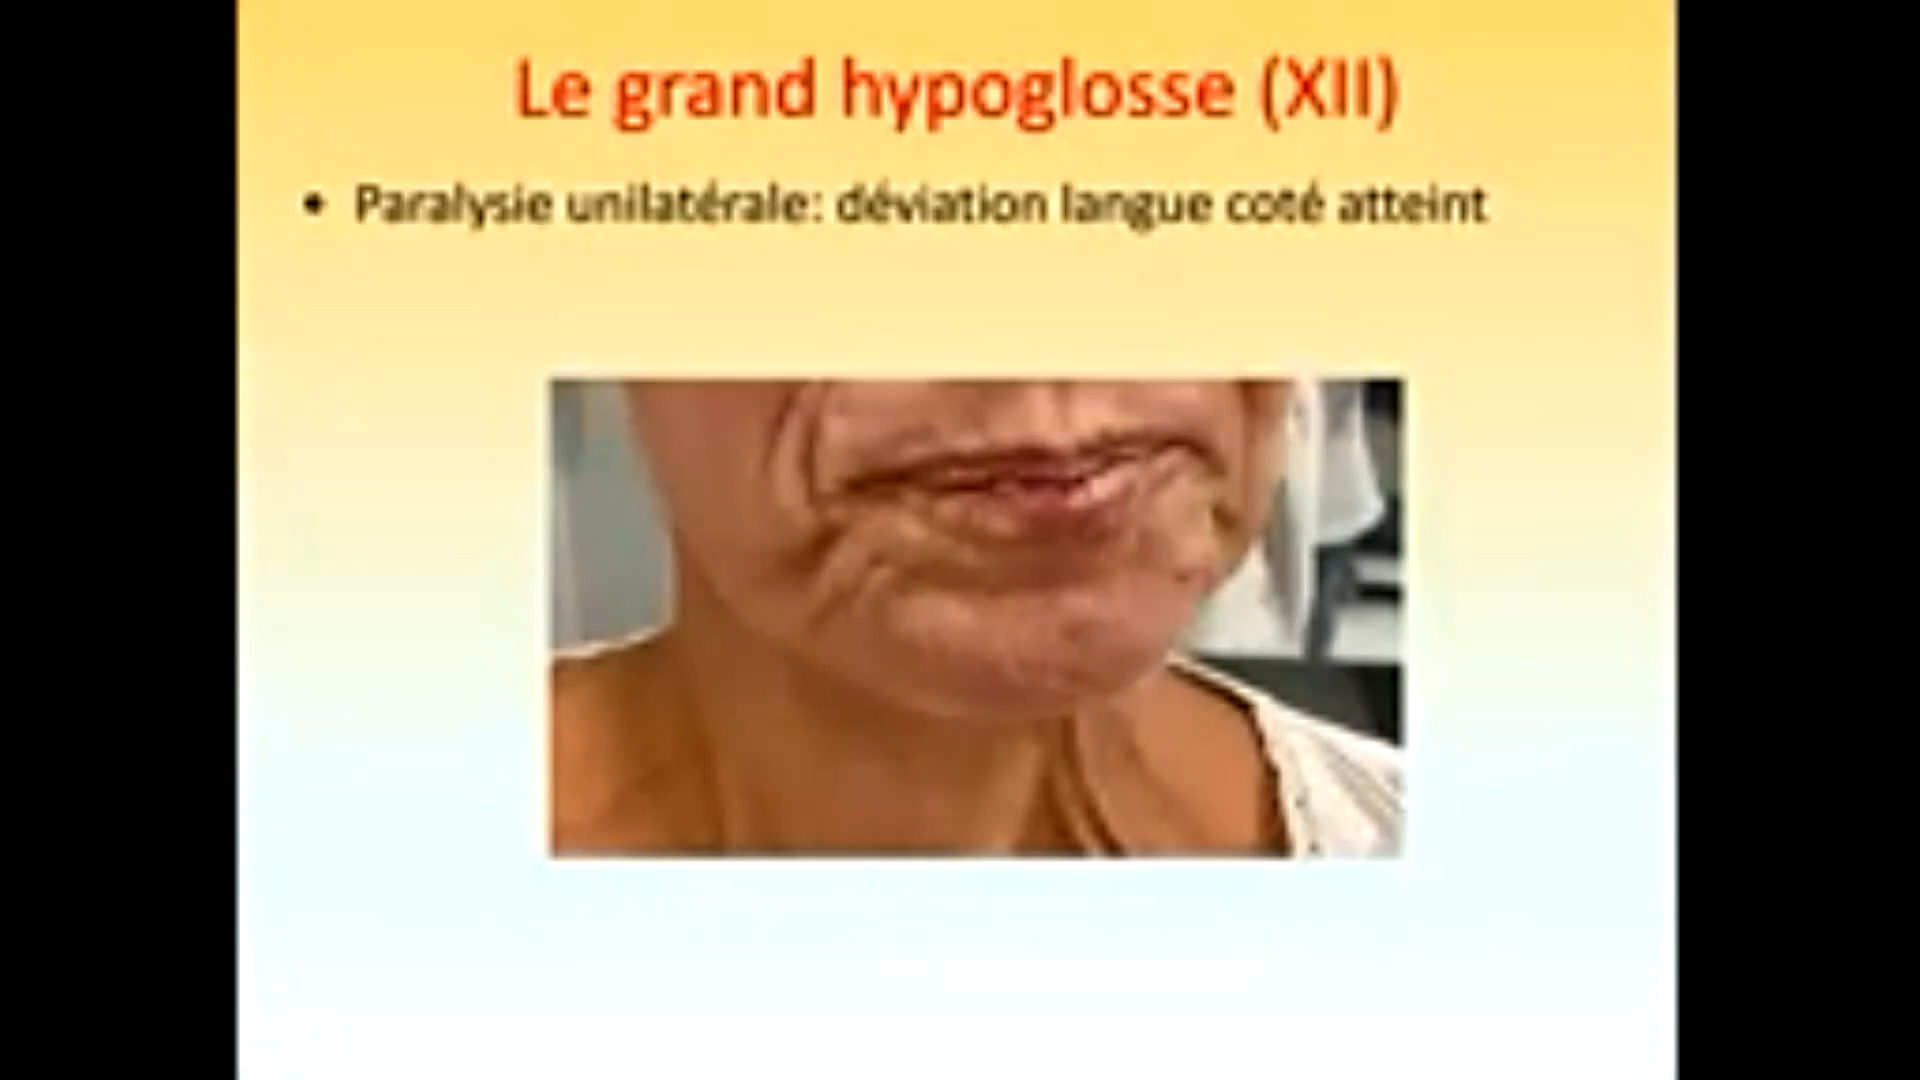 Le grand hypoglosse (XII)
• Paralysie unilatérale: déviation langue coté atteint